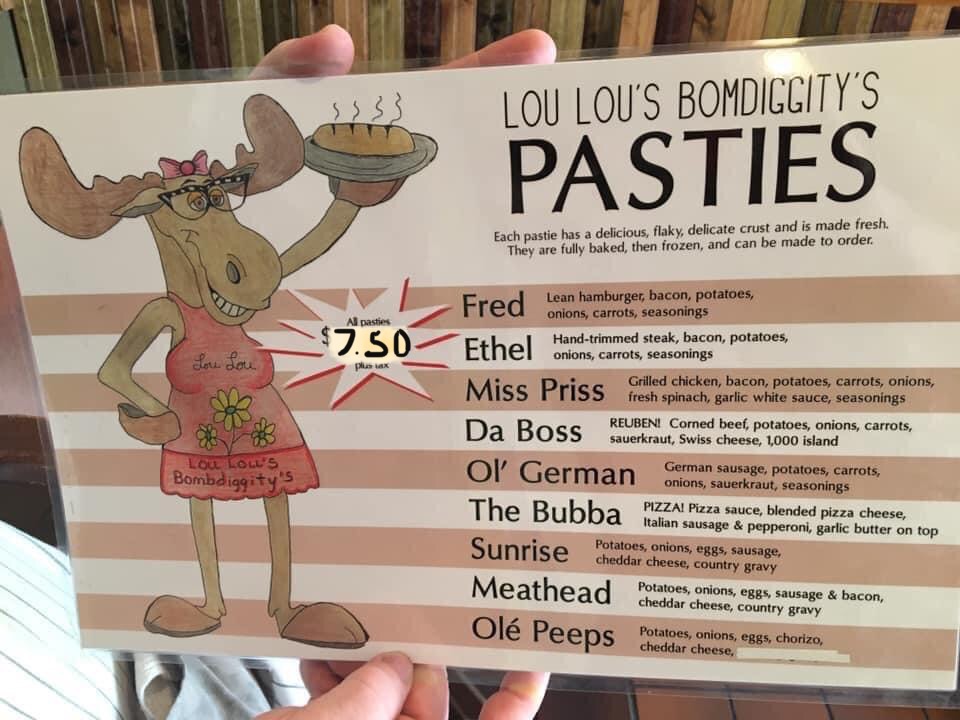 LOU LOU'S BOMDIGGITY'S
PASTIES
Each pastie has a delicious, flaky, delicate crust and is made fresh.
They are fully baked, then frozen, and can be made to order.
All pasties
$7.50
plus tax
Fred
Lean hamburger, bacon, potatoes,
onions, carrots, seasonings
Ethel
Hand-trimmed steak, bacon, potatoes,
onions, carrots, seasonings
Miss Priss
Grilled chicken, bacon, potatoes, carrots, onions,
fresh spinach, garlic white sauce, seasonings
Da Boss
REUBEN! Corned beef, potatoes, onions, carrots,
sauerkraut, Swiss cheese, 1,000 island
Ol' German
German sausage, potatoes, carrots,
onions, sauerkraut, seasonings
The Bubba
PIZZA! Pizza sauce, blended pizza cheese,
Italian sausage & pepperoni, garlic butter on top
Sunrise
Potatoes, onions, eggs, sausage,
cheddar cheese, country gravy
Meathead
Potatoes, onions, eggs, sausage & bacon,
cheddar cheese, country gravy
Olé Peeps
Potatoes, onions, eggs, chorizo,
cheddar cheese,
Lou Lou
Lou Lou's
Bombdiggity's